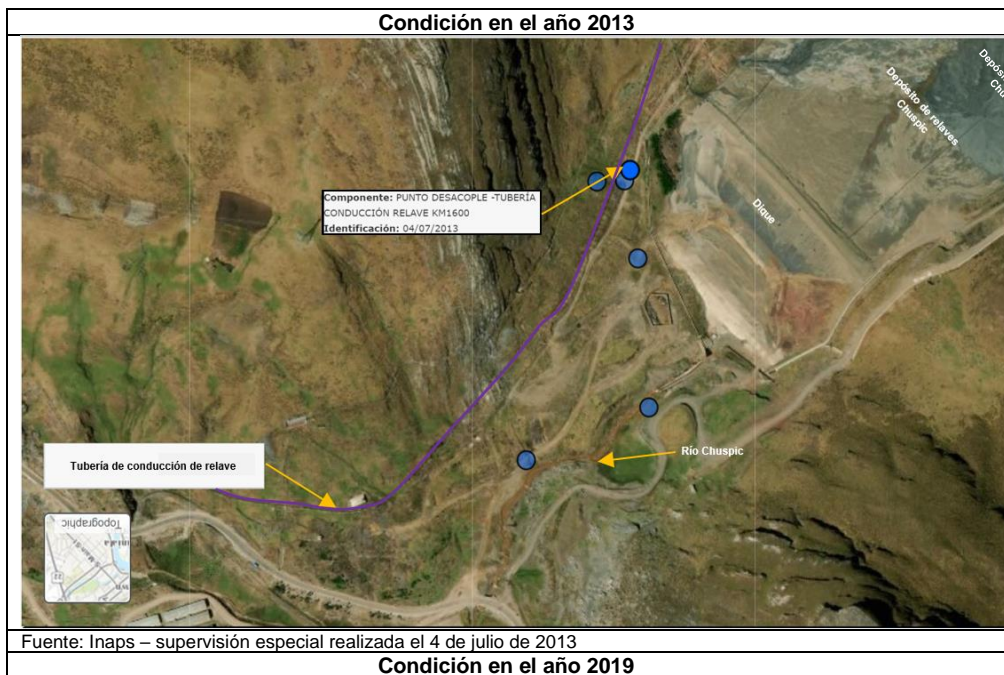 Condición en el año 2013
Depósito de relaves
Chuspic
Depós
Chu
Dique
Componente: PUNTO DESACOPLE -TUBERÍA
CONDUCCIÓN RELAVE KM1600
Identificación: 04/07/2013
Tubería de conducción de relave
Río Chuspic
Topographic
Fuente: Inaps – supervisión especial realizada el 4 de julio de 2013
Condición en el año 2019